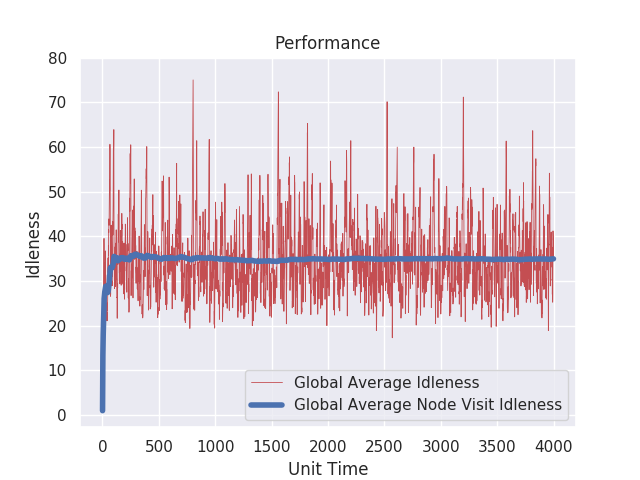 Performance
80
70
60
50
40
30
20
10
0
Idleness
Global Average Idleness
Global Average Node Visit Idleness
0 500 1000 1500 2000 2500 3000 3500 4000
Unit Time